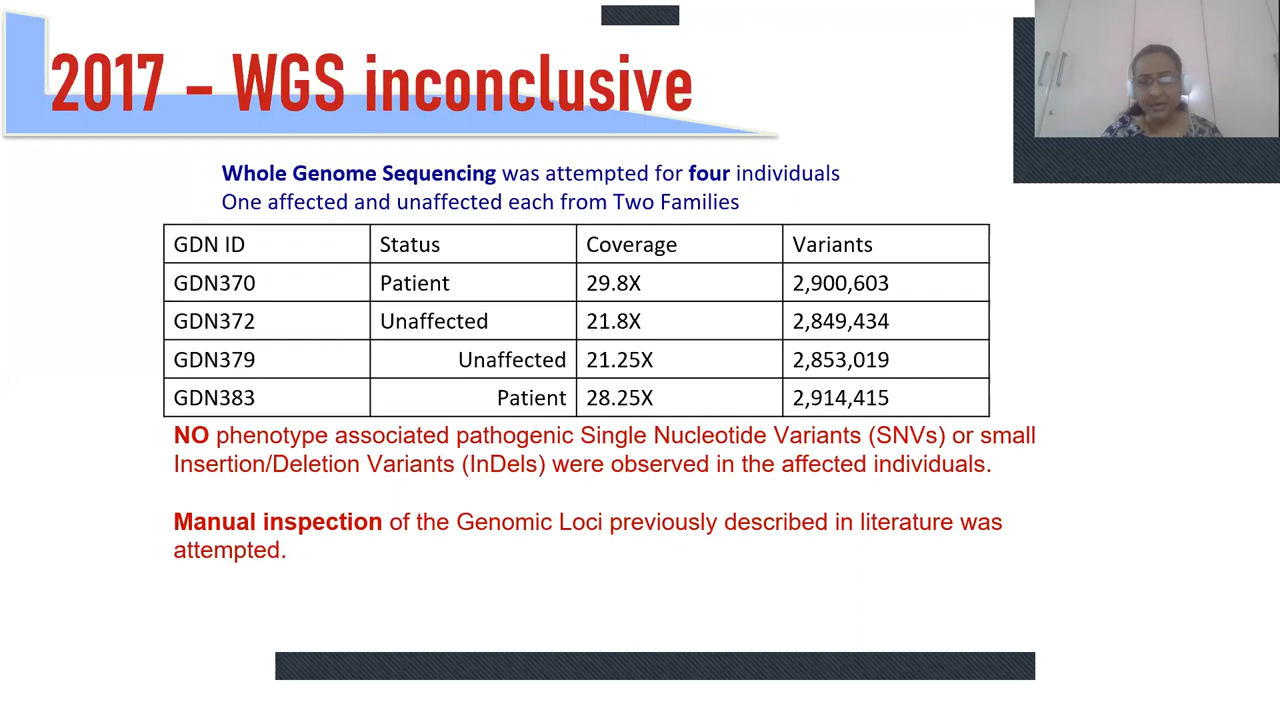 2017 – WGS inconclusive
Whole Genome Sequencing was attempted for four individuals
One affected and unaffected each from Two Families
GDN ID Status Coverage Variants
GDN370 Patient 29.8X 2,900,603
GDN372 Unaffected 21.8X 2,849,434
GDN379 Unaffected 21.25X 2,853,019
GDN383 Patient 28.25X 2,914,415
NO phenotype associated pathogenic Single Nucleotide Variants (SNVs) or small
Insertion/Deletion Variants (InDels) were observed in the affected individuals.
Manual inspection of the Genomic Loci previously described in literature was
attempted.